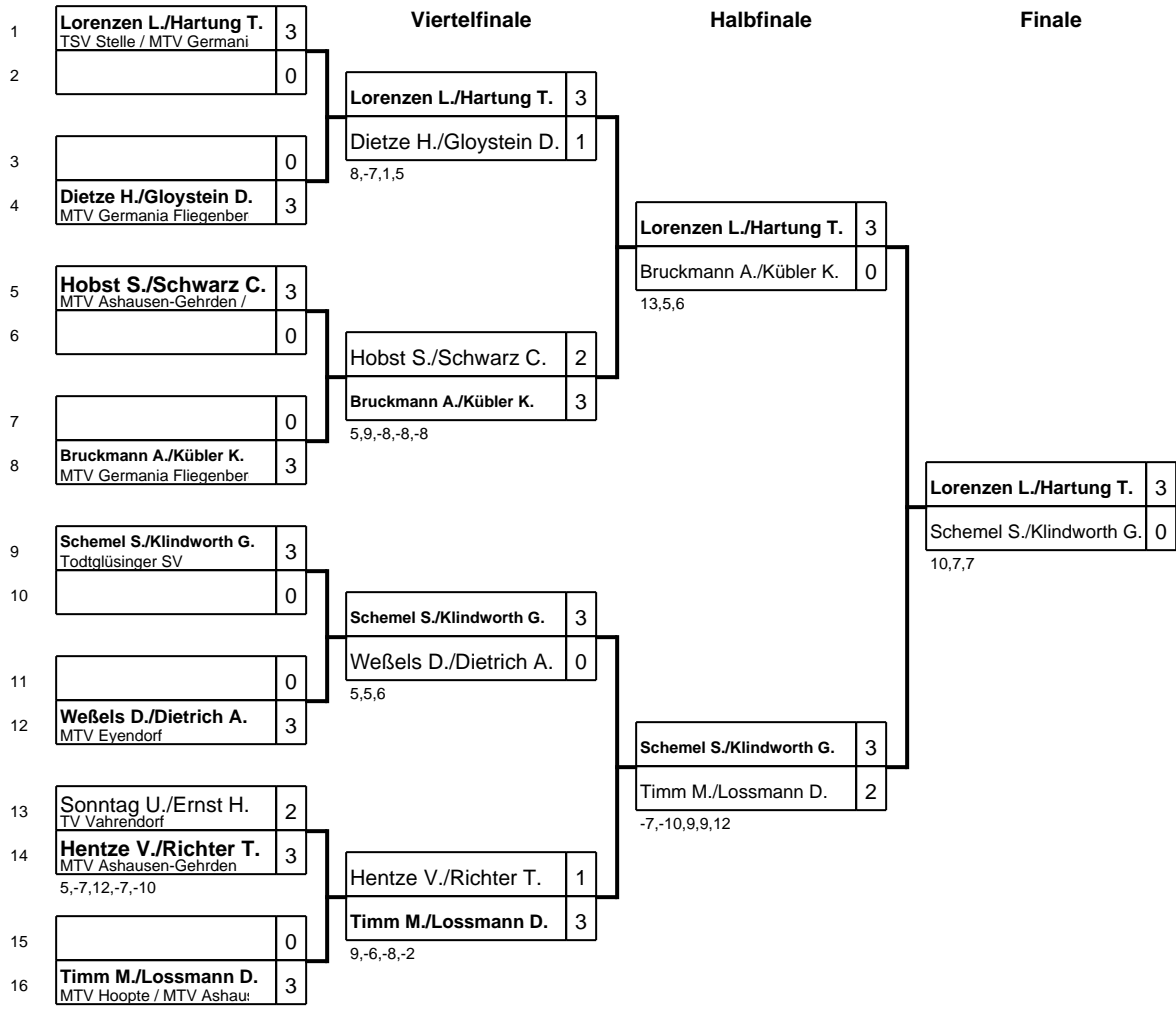 Viertelfinale
Halbfinale
Finale
1
Lorenzen L./Hartung T. 3
TSV Stelle / MTV Germani
2
0
3
0
4
Dietze H./Gloystein D. 3
MTV Germania Fliegenber
5
Hobst S./Schwarz C. 3
MTV Ashausen-Gehrden /
6
0
7
0
8
Bruckmann A./Kübler K. 3
MTV Germania Fliegenber
9
Schemel S./Klindworth G. 3
Todtglüsinger SV
10
0
11
0
12
Weßels D./Dietrich A. 3
MTV Eyendorf
13
Sonntag U./Ernst H. 2
TV Vahrendorf
14
Hentze V./Richter T. 3
MTV Ashausen-Gehrden
5,-7,12,-7,-10
15
0
16
Timm M./Lossmann D. 3
MTV Hoopte / MTV Ashau
Lorenzen L./Hartung T. 3
Dietze H./Gloystein D. 1
8,-7,1,5
Hobst S./Schwarz C. 2
Bruckmann A./Kübler K. 3
5,9,-8,-8,-8
Schemel S./Klindworth G. 3
Weßels D./Dietrich A. 0
5,5,6
Hentze V./Richter T. 1
Timm M./Lossmann D. 3
9,-6,-8,-2
Lorenzen L./Hartung T. 3
Bruckmann A./Kübler K. 0
13,5,6
Schemel S./Klindworth G. 3
Timm M./Lossmann D. 2
-7,-10,9,9,12
Lorenzen L./Hartung T. 3
Schemel S./Klindworth G. 0
10,7,7